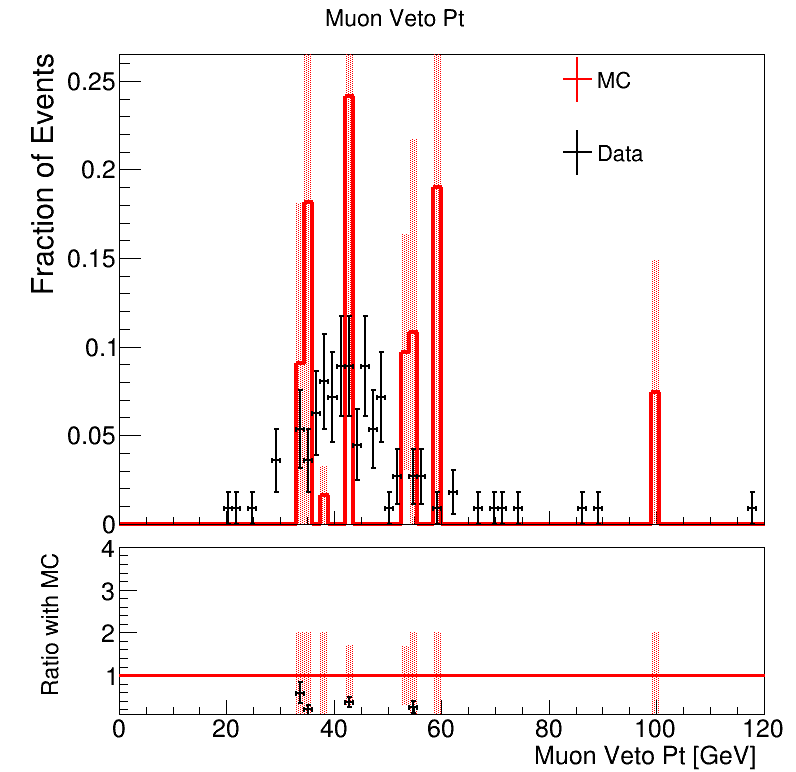 Muon Veto Pt
Fraction of Events
0.25
0.2
0.15
0.1
0.05
0
MC
Data
Ratio with MC
4
3
2
1
0 20 40 60 80 100 120
Muon Veto Pt [GeV]